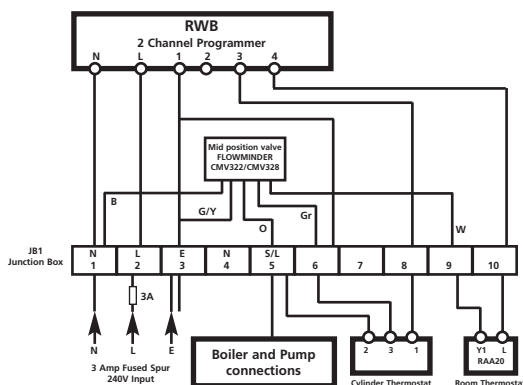 RWB
2 Channel Programmer
N L 1 2 3 4
Mid position valve
FLOWMINDER
CMV322/CMV328
B
G/Y
O
Gr
W
JB1
Junction Box
N L E N S/L
1 2 3 4 5 6 7 8 9 10
3A
N L E
3 Amp Fused Spur
240V Input
Boiler and Pump
connections
2 3 1
Cylinder Thermostat
Y1 L
RAA20
Room Thermostat